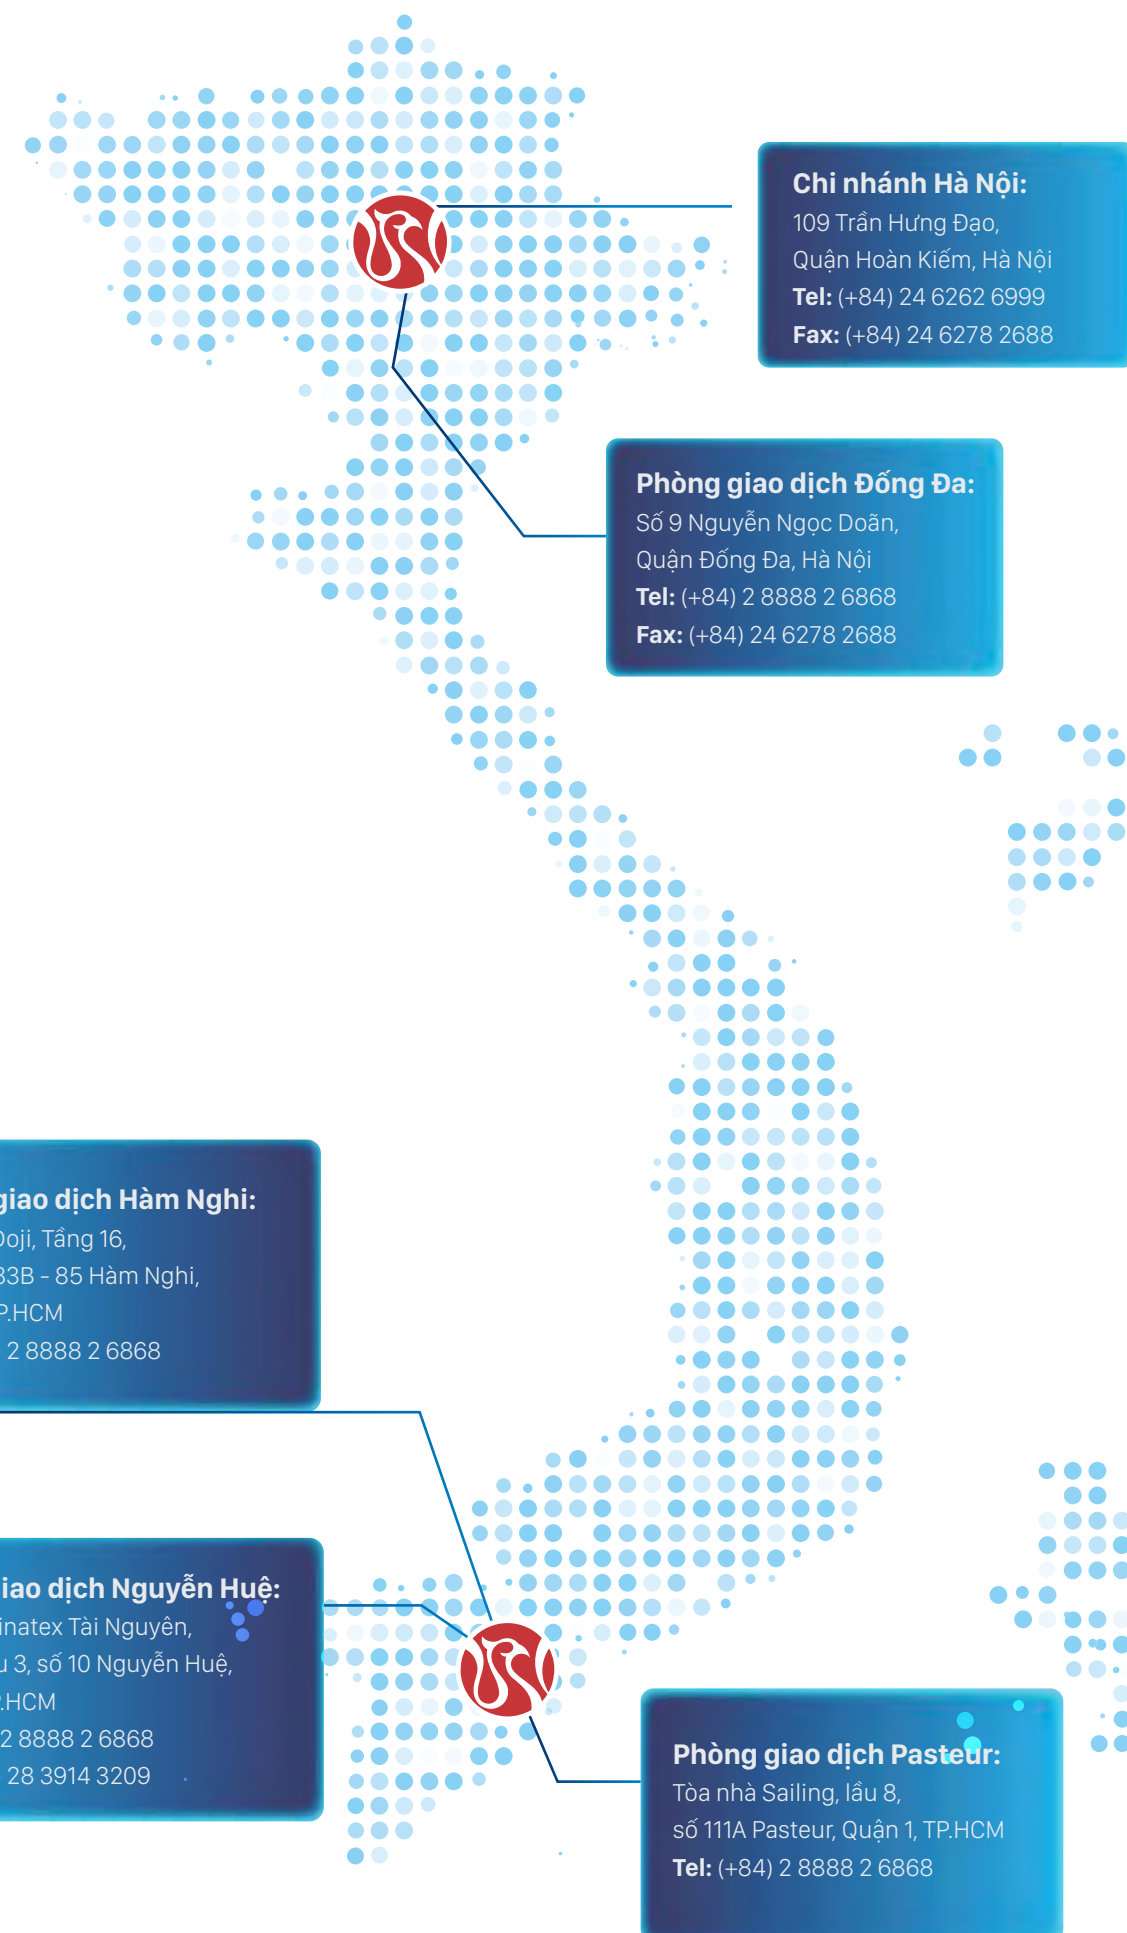 Chi nhánh Hà Nội:
109 Trần Hưng Đạo,
Quận Hoàn Kiếm, Hà Nội
Tel: (+84) 24 6262 6999
Fax: (+84) 24 6278 2688
Phòng giao dịch Đống Đa:
Số 9 Nguyễn Ngọc Doãn,
Quận Đống Đa, Hà Nội
Tel: (+84) 2 8888 2 6868
Fax: (+84) 24 6278 2688
giao dịch Hàm Nghi:
Doji, Tầng 16,
83B - 85 Hàm Nghi,
P.HCM
2 8888 2 6868
iao dịch Nguyễn Huệ:
inatex Tài Nguyên,
u 3, số 10 Nguyễn Huệ,
P.HCM
2 8888 2 6868
28 3914 3209
Phòng giao dịch Pasteur:
Tòa nhà Sailing, lầu 8,
số 111A Pasteur, Quận 1, TP.HCM
Tel: (+84) 2 8888 2 6868